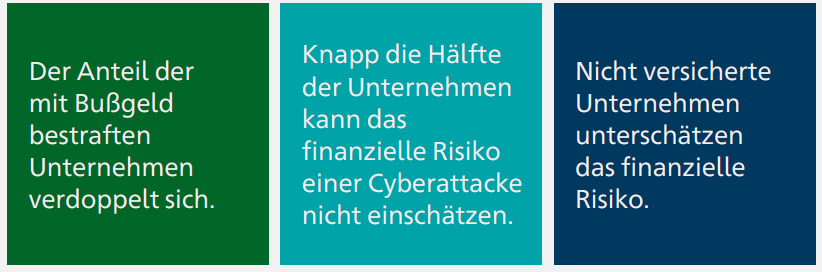 Der Anteil der
mit Bußgeld
bestraften
Unternehmen
verdoppelt sich.
Knapp die Hälfte
der Unternehmen
kann das
finanzielle Risiko
einer Cyberattacke
nicht einschätzen.
Nicht versicherte
Unternehmen
unterschätzen
das finanzielle
Risiko.